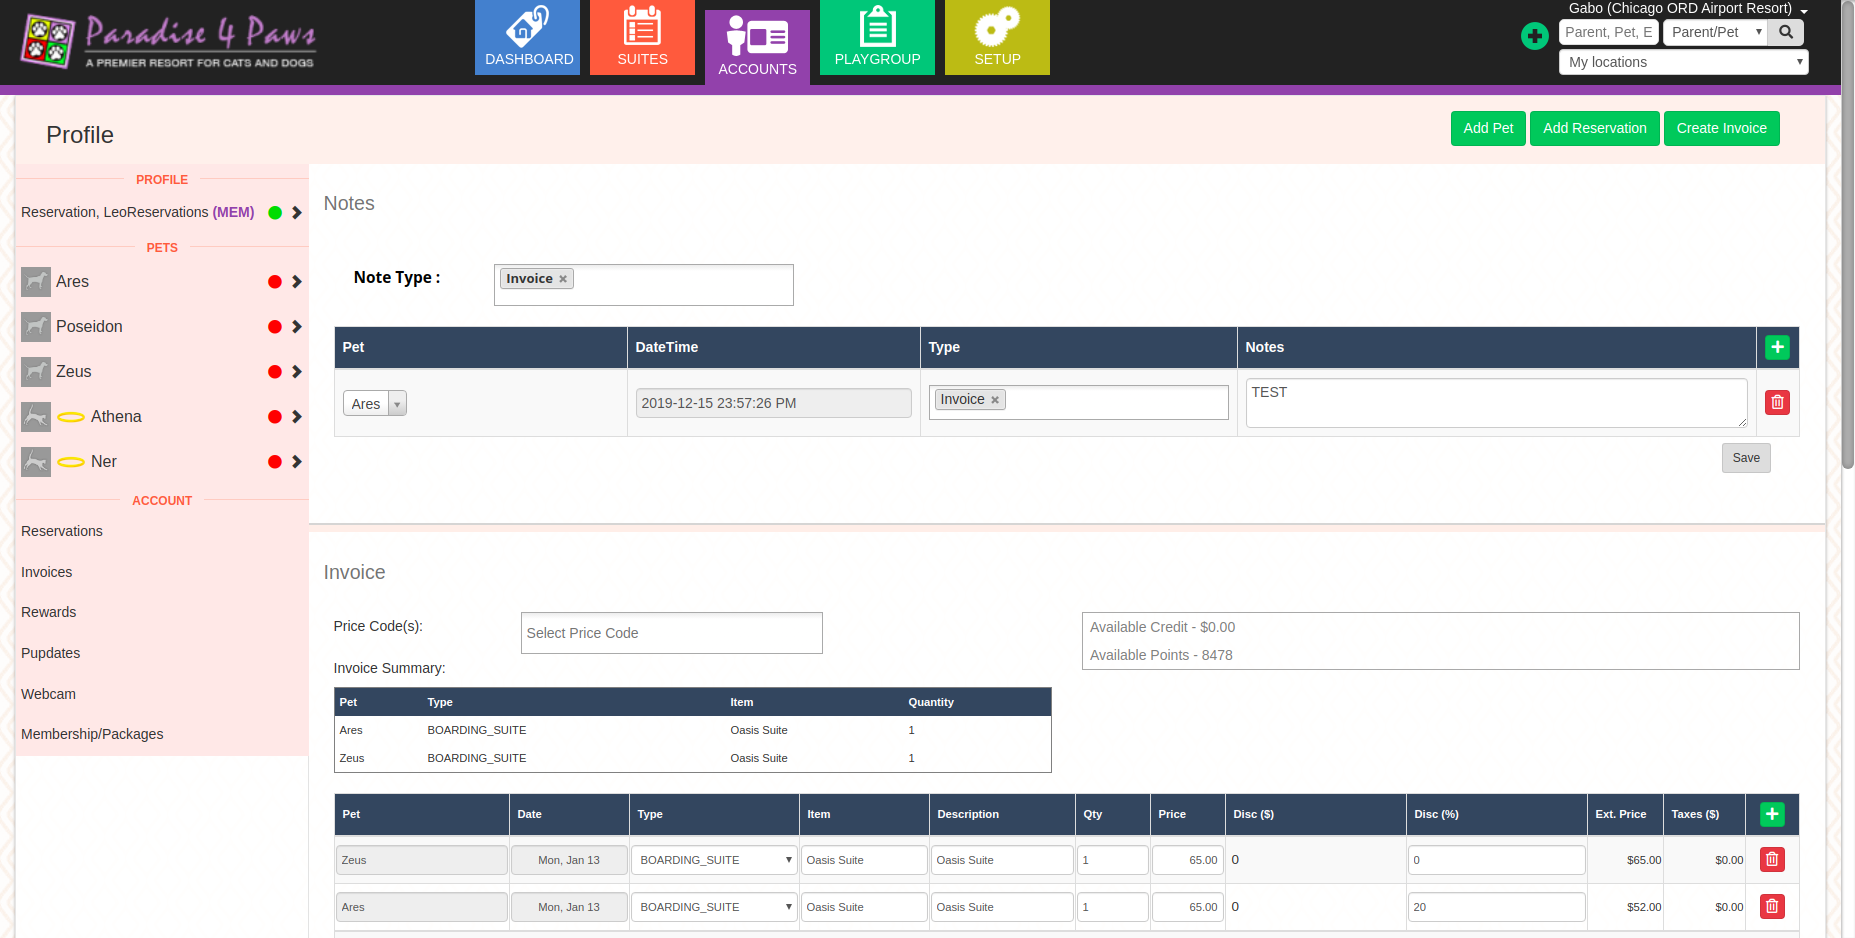 Paradise 4 Paws
A PREMIER RESORT FOR CATS AND DOGS
DASHBOARD
SUITES
ACCOUNTS
PLAYGROUP
SETUP
Gabo (Chicago ORD Airport Resort)
Parent, Pet, E
Parent/Pet
My locations
Profile
Add Pet
Add Reservation
Create Invoice
PROFILE
Reservation, LeoReservations (MEM)
PETS
Ares
Poseidon
Zeus
Athena
Ner
ACCOUNT
Reservations
Invoices
Rewards
Pupdates
Webcam
Membership/Packages
Notes
Note Type :
Invoice ×
Pet DateTime Type Notes
Ares 2019-12-15 23:57:26 PM Invoice × TEST
Save
Invoice
Price Code(s):
Select Price Code
Available Credit - $0.00
Available Points - 8478
Invoice Summary:
Pet Type Item Quantity
Ares BOARDING_SUITE Oasis Suite 1
Zeus BOARDING_SUITE Oasis Suite 1
Pet Date Type Item Description Qty Price Disc ($) Disc (%) Ext. Price Taxes ($)
Zeus Mon, Jan 13 BOARDING_SUITE Oasis Suite Oasis Suite 1 65.00 0 0 $65.00 $0.00
Ares Mon, Jan 13 BOARDING_SUITE Oasis Suite Oasis Suite 1 65.00 0 20 $52.00 $0.00